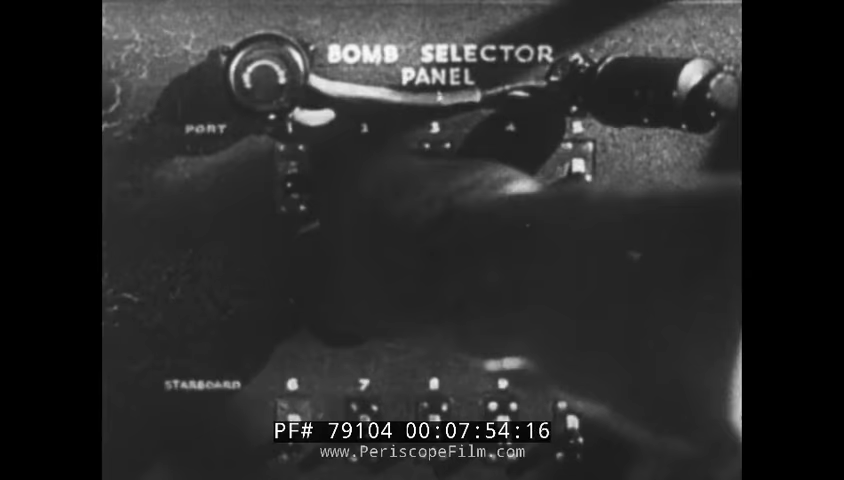 BOMB SELECTOR
PANEL
PORT 1 2 3 4 5
STARBOARD 6 7 8 9
PF# 79104 00:07:54:16
www.PeriscopeFilm.com